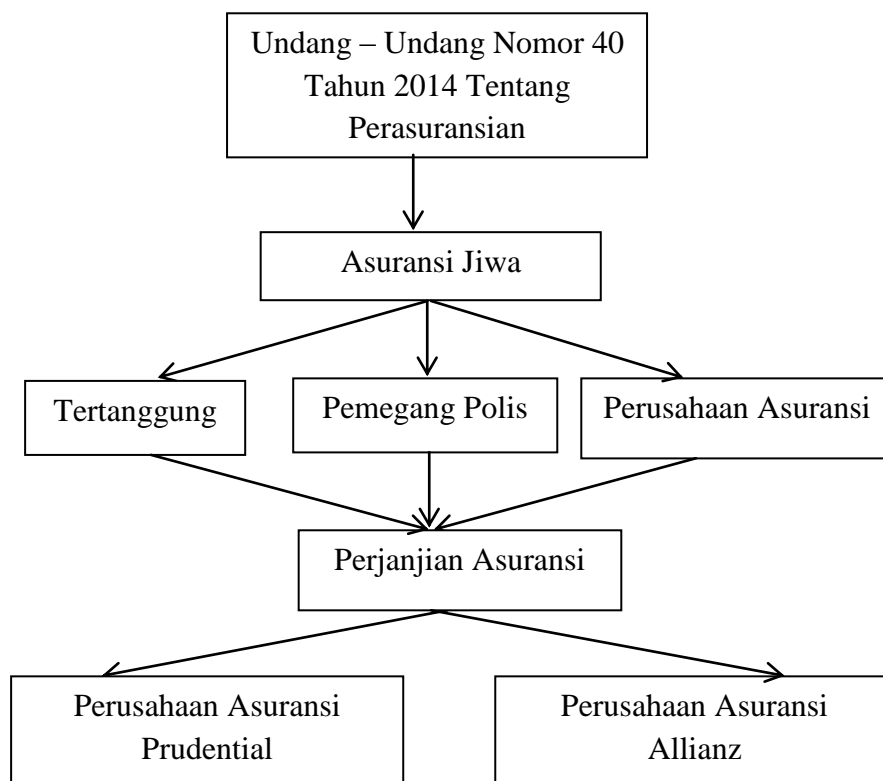 Undang – Undang Nomor 40
Tahun 2014 Tentang
Perasuransian
Asuransi Jiwa
Tertanggung
Pemegang Polis
Perusahaan Asuransi
Perjanjian Asuransi
Perusahaan Asuransi
Prudential
Perusahaan Asuransi
Allianz